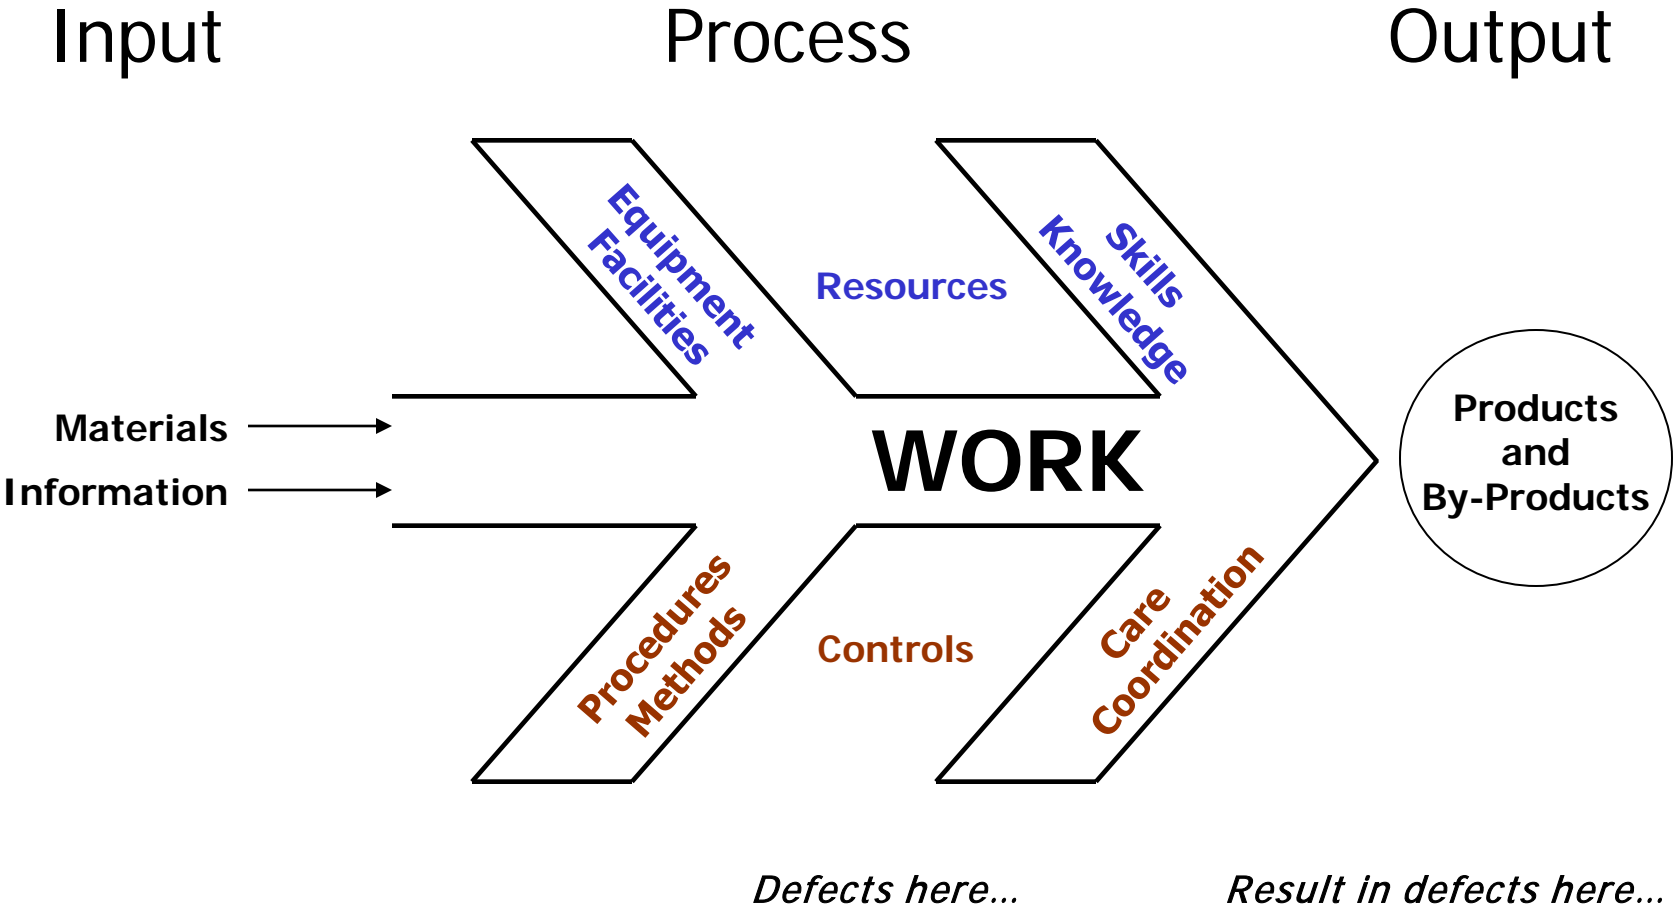 Input
Process
Output
Equipment
Facilities
Resources
Skills
Knowledge
Materials
Information
WORK
Products
and
By-Products
Procedures
Methods
Controls
Care
Coordination
Defects here...
Result in defects here...